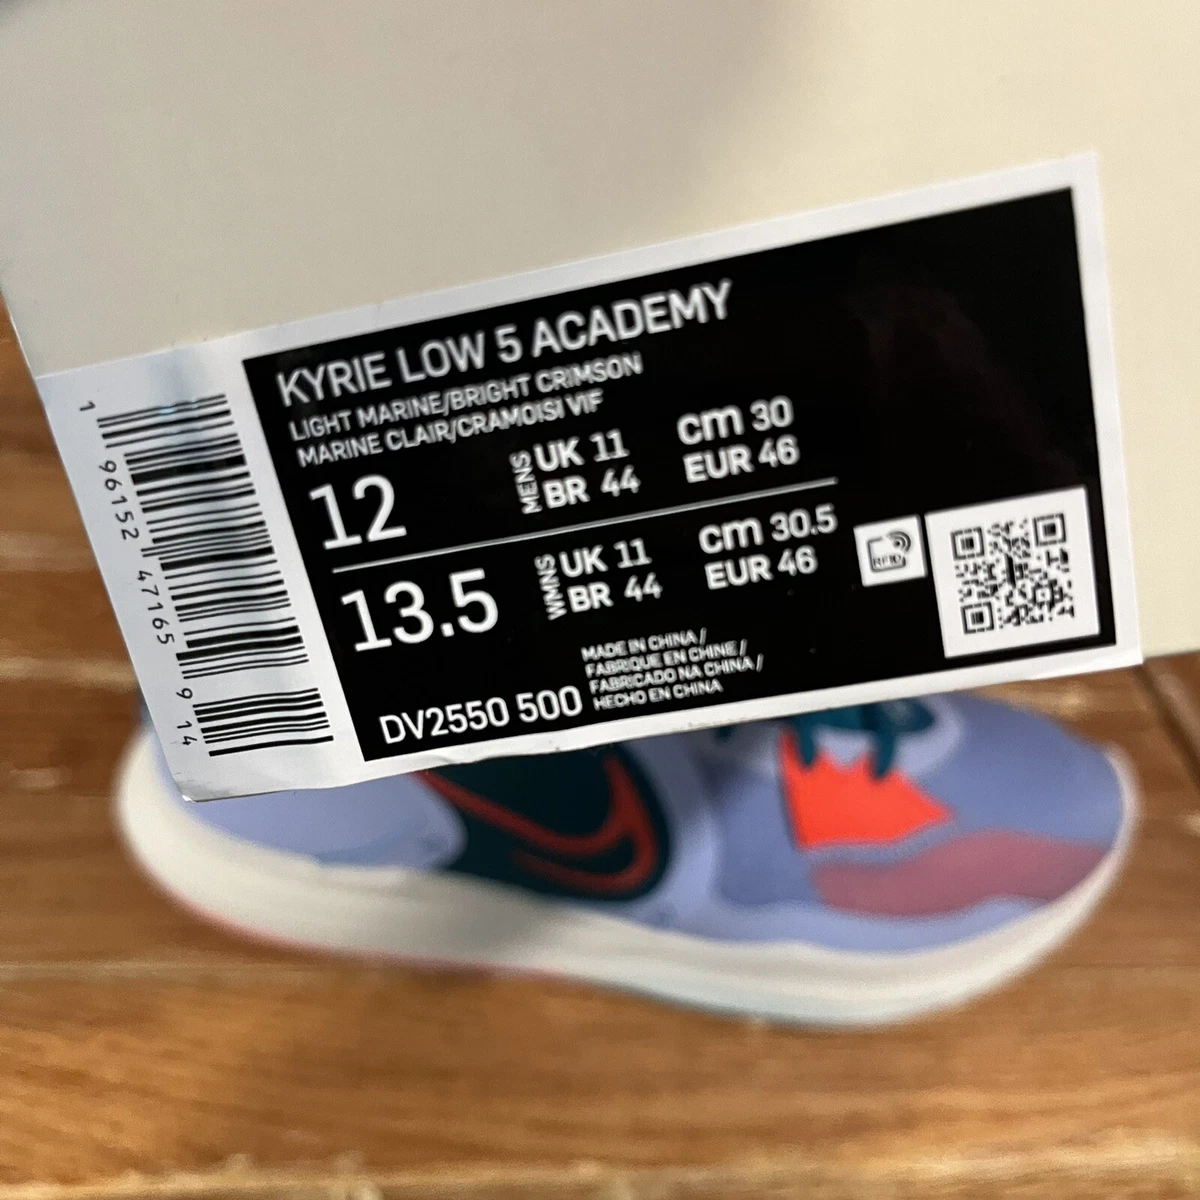 KYRIE LOW 5 ACADEMY
LIGHT MARINE/BRIGHT CRIMSON
MARINE CLAIR/CRAMOISI VIF
12
MENS
UK 11
BR 44
cm 30
EUR 46
13.5
WMNS
UK 11
BR 44
cm 30.5
EUR 46
RFID
DV2550 500
MADE IN CHINA /
FABRIQUE EN CHINE /
FABRICADO NA CHINA /
HECHO EN CHINA
1 96152 47165 9 14